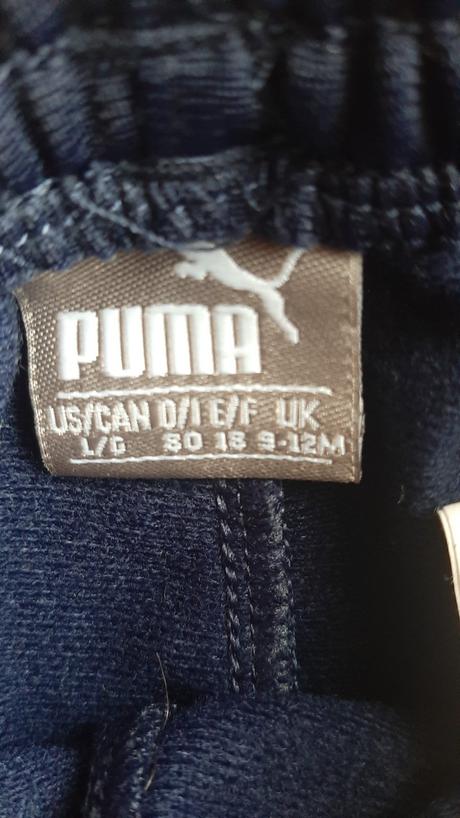 PUMA
US/CAN D/I E/F UK
L/G 80 18 9-12M